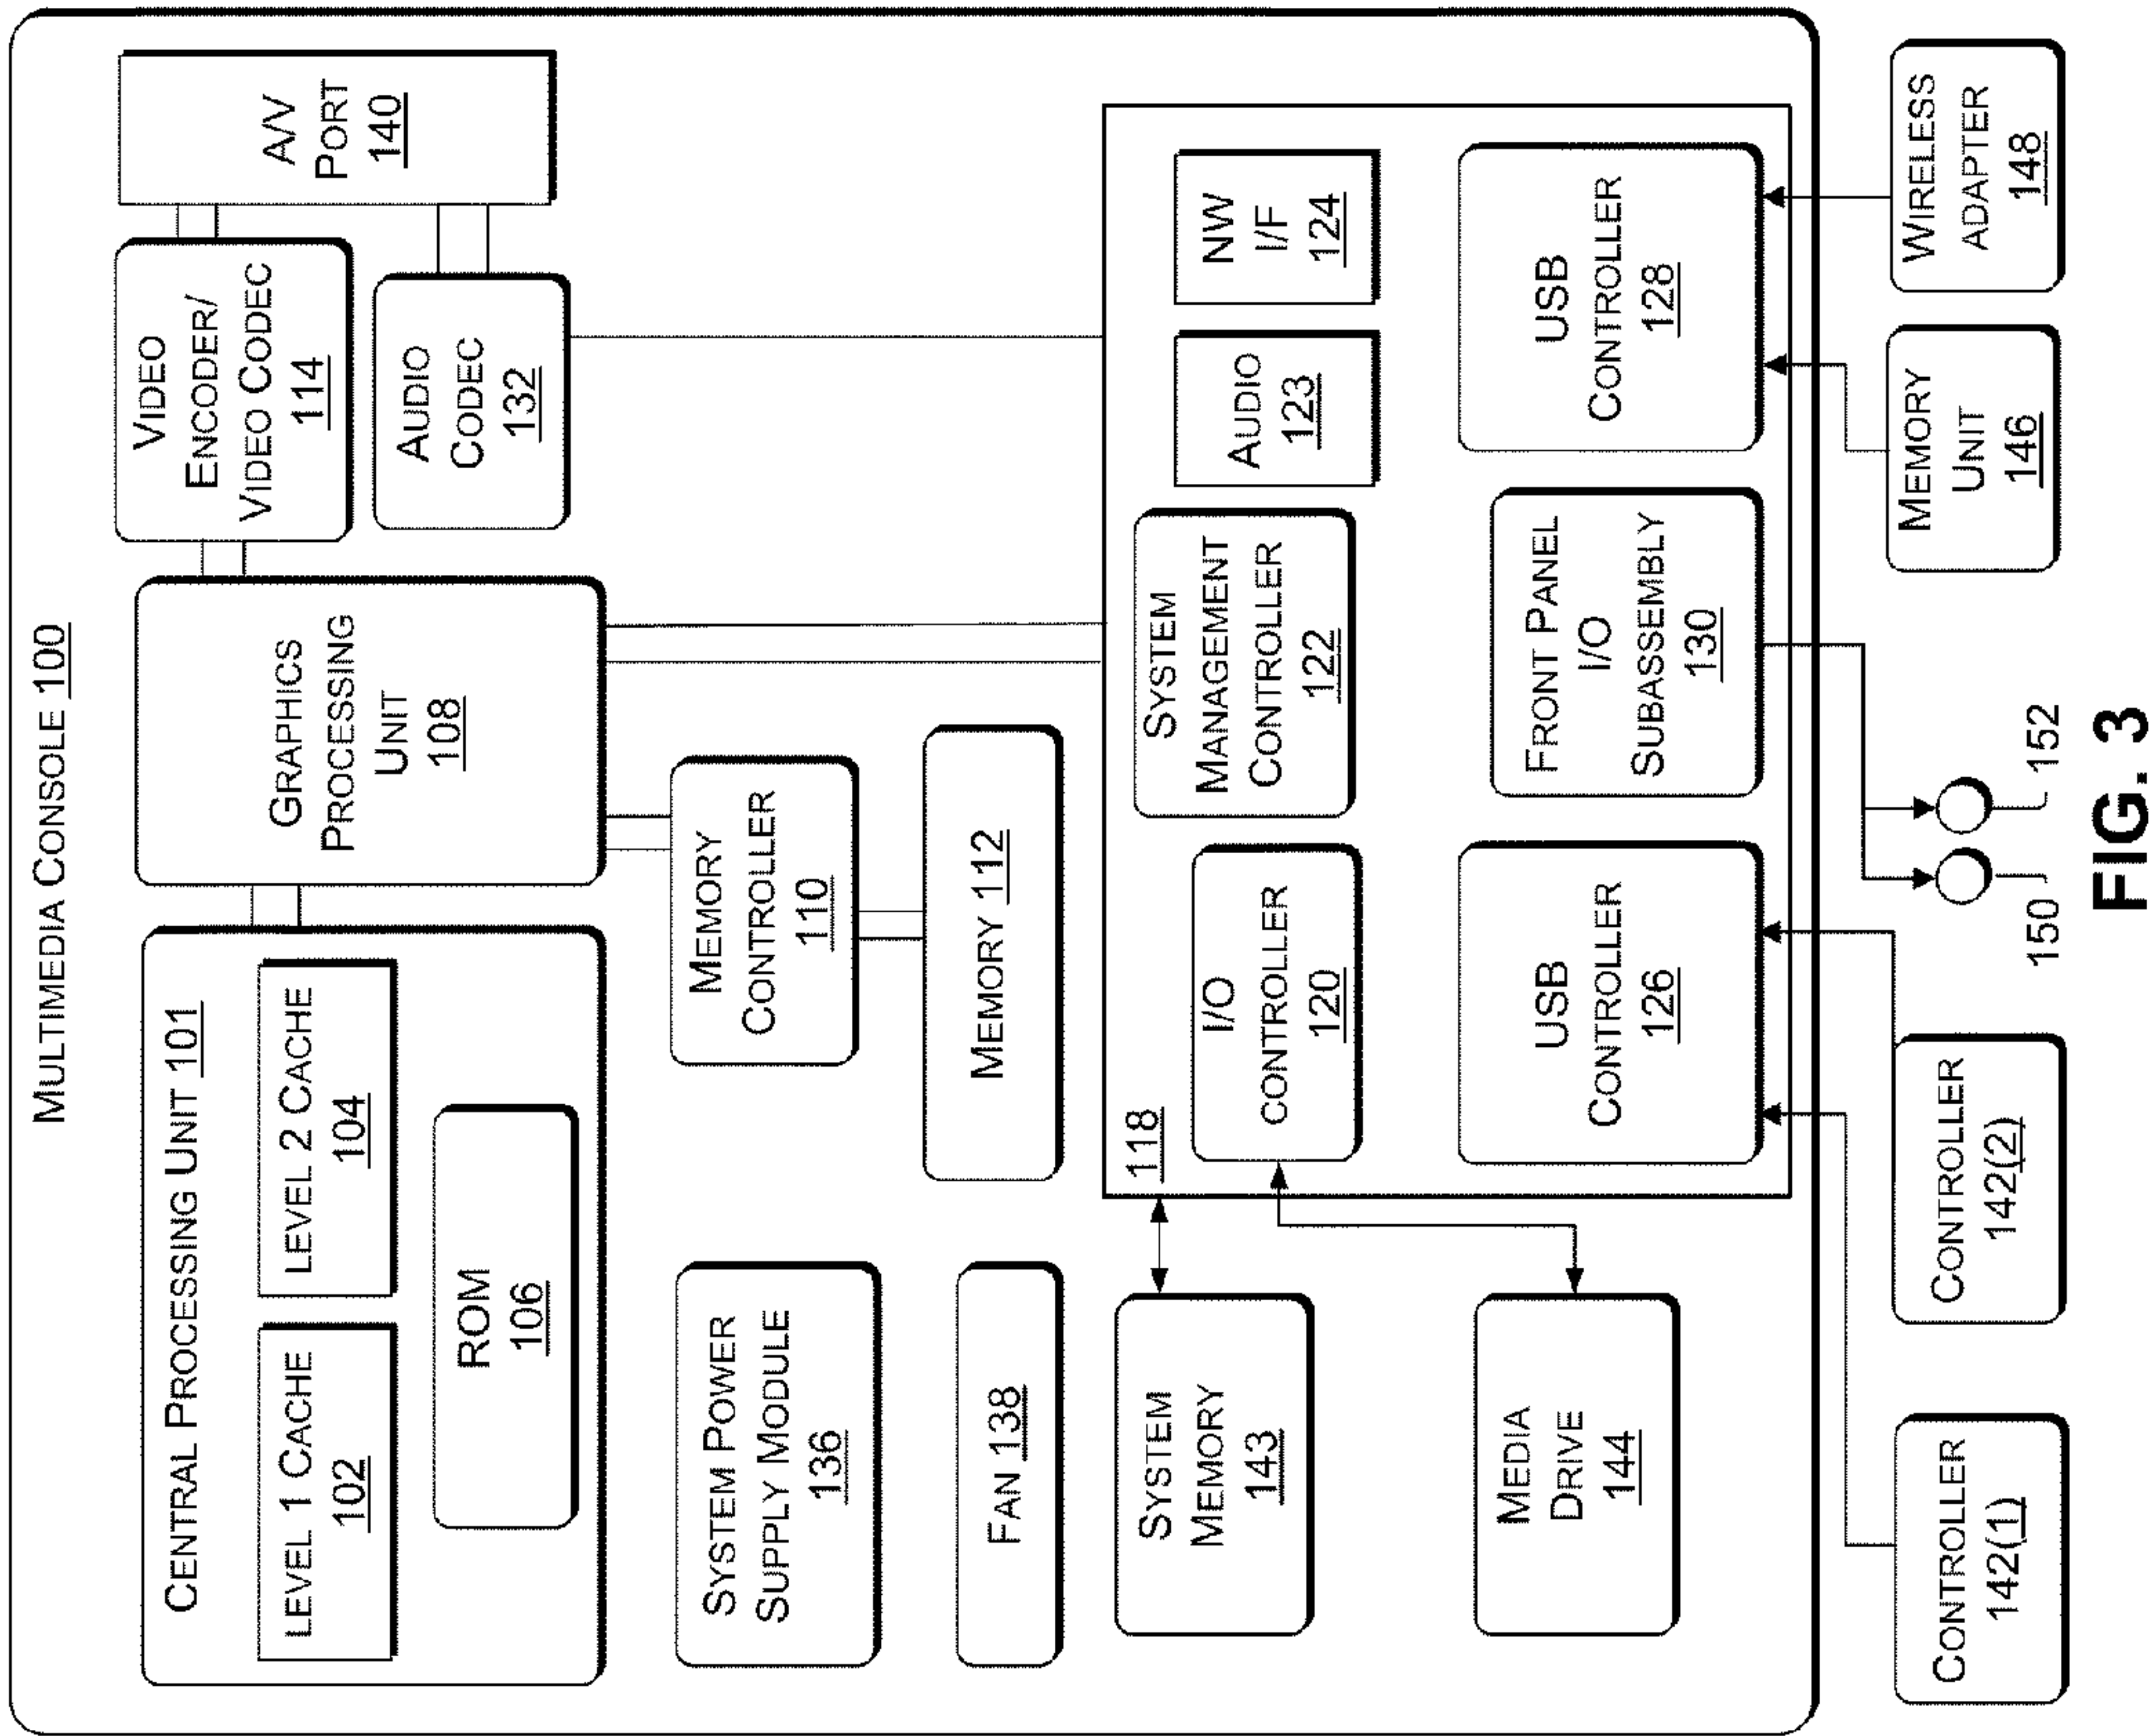 MULTIMEDIA CONSOLE 100
CENTRAL PROCESSING UNIT 101
LEVEL 1 CACHE
102
LEVEL 2 CACHE
104
ROM
106
GRAPHICS
PROCESSING
UNIT
108
VIDEO
ENCODER/
VIDEO CODEC
114
A/V
PORT
140
AUDIO
CODEC
132
SYSTEM POWER
SUPPLY MODULE
136
MEMORY
CONTROLLER
110
FAN 138
MEMORY 112
118
SYSTEM
MEMORY
143
I/O
CONTROLLER
120
SYSTEM
MANAGEMENT
CONTROLLER
122
AUDIO
123
NW
I/F
124
MEDIA
DRIVE
144
USB
CONTROLLER
126
FRONT PANEL
I/O
SUBASSEMBLY
130
USB
CONTROLLER
128
CONTROLLER
142(1)
CONTROLLER
142(2)
150
152
MEMORY
UNIT
146
WIRELESS
ADAPTER
148
FIG. 3